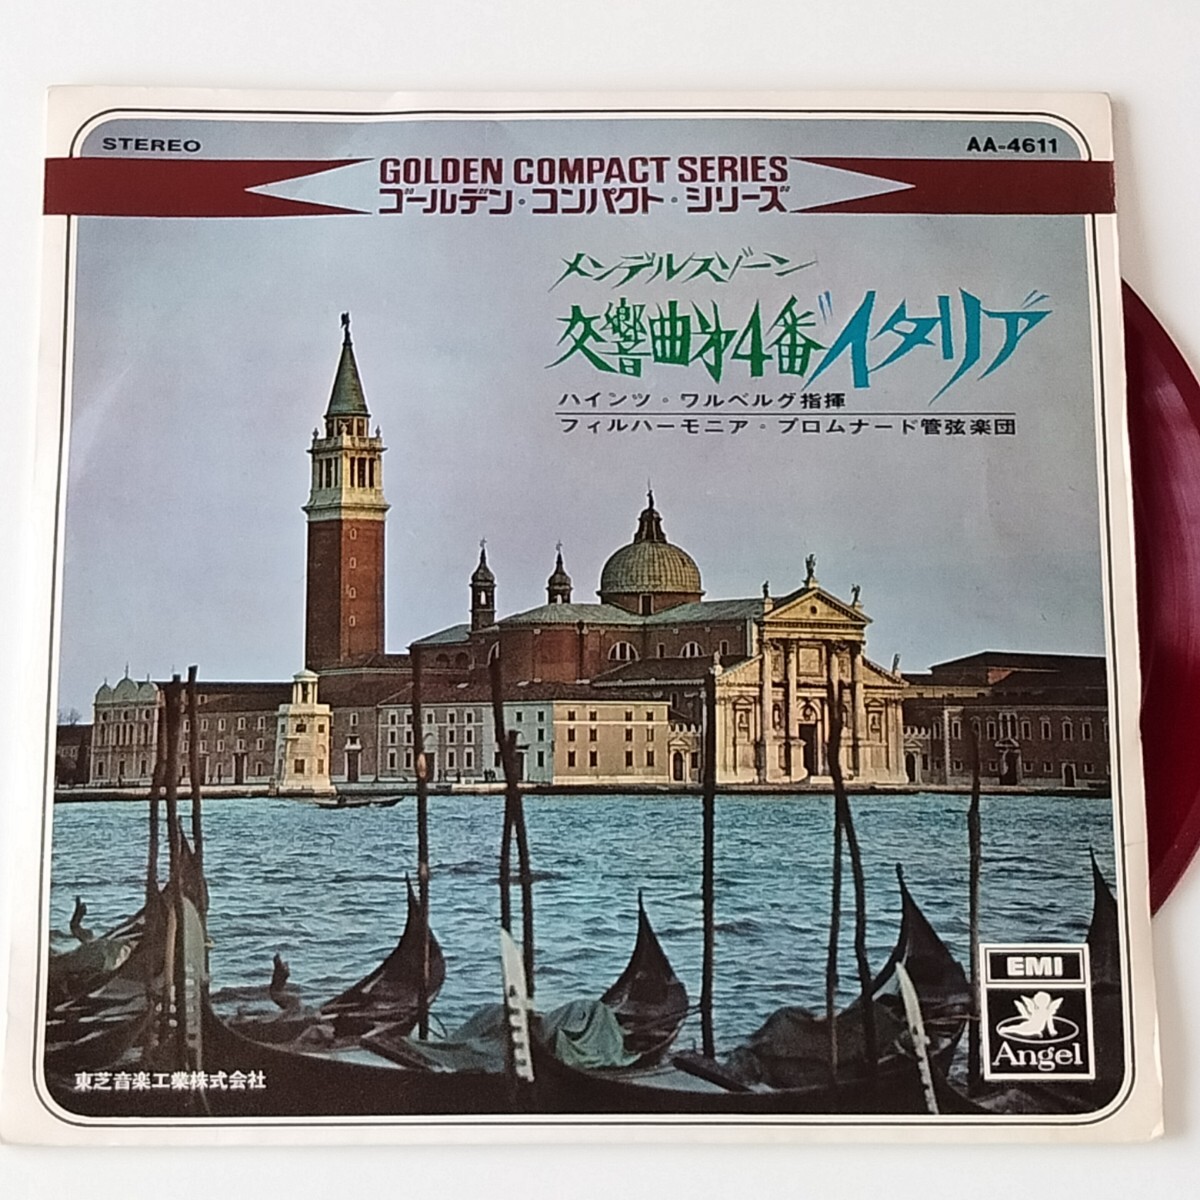 STEREO
AA-4611
GOLDEN COMPACT SERIES
ゴールデン・コンパクト・シリーズ
メンデルスゾーン
交響曲第4番"イタリア"
ハインツ・ワルベルグ指揮
フィルハーモニア・プロムナード管弦楽団
EMI
Angel
東芝音楽工業株式会社